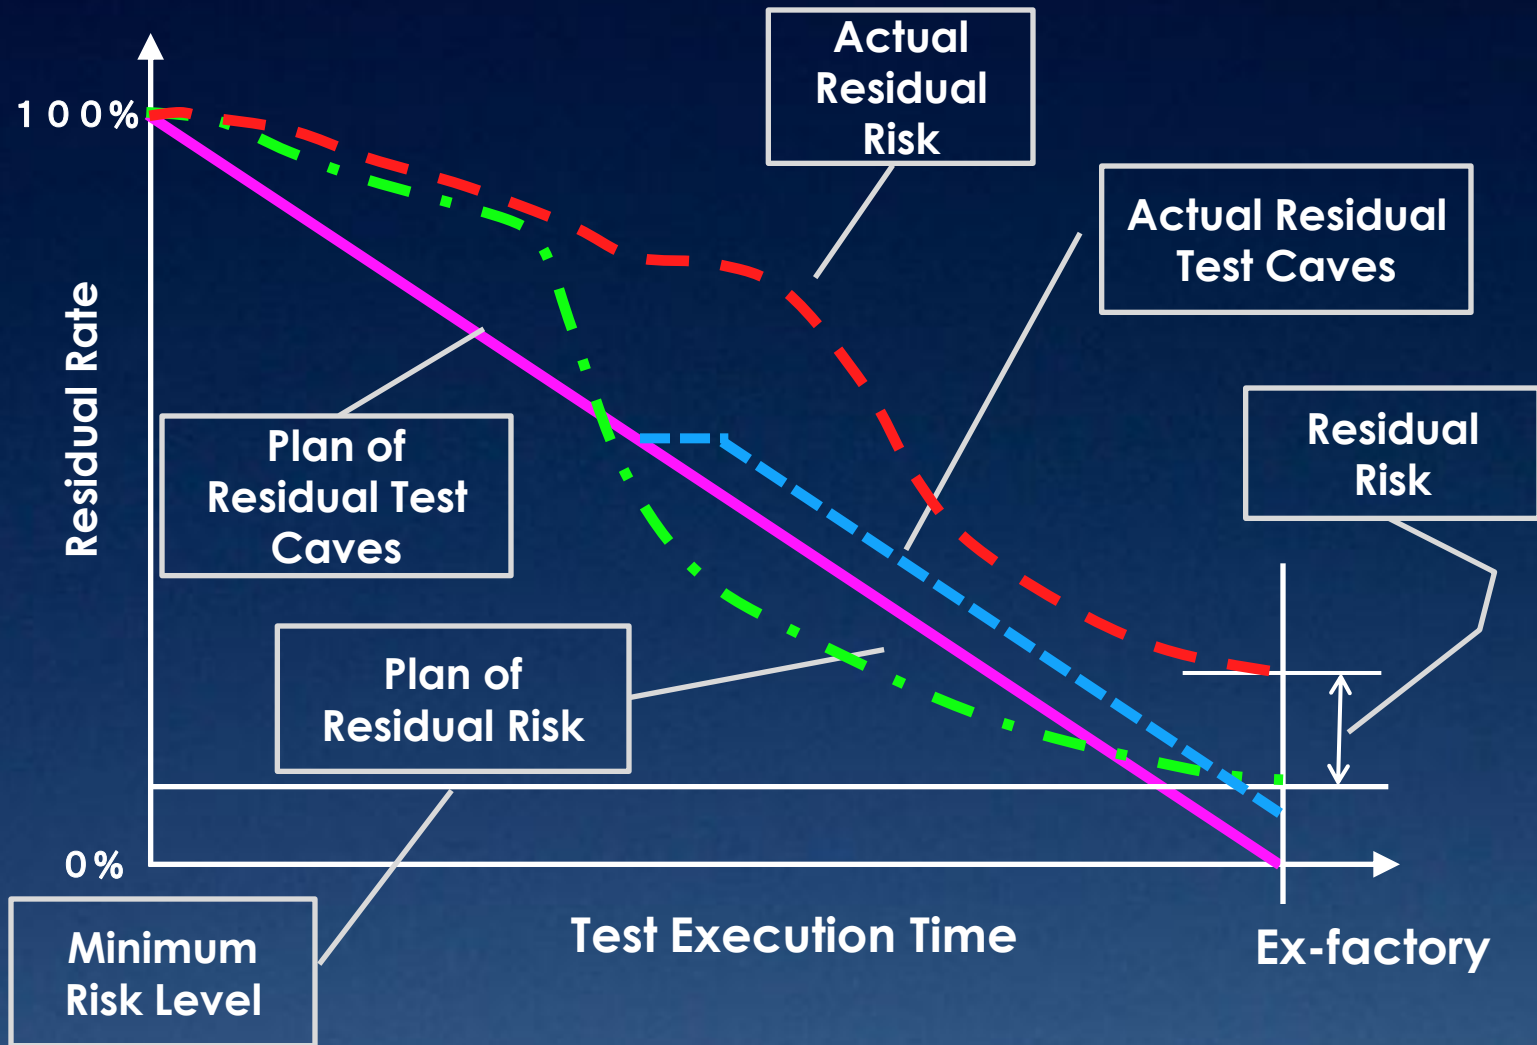 Actual
Residual
Risk
100%
Actual Residual
Test Caves
Residual Rate
Residual
Risk
Plan of
Residual Test
Caves
Plan of
Residual Risk
0%
Test Execution Time
Ex-factory
Minimum
Risk Level